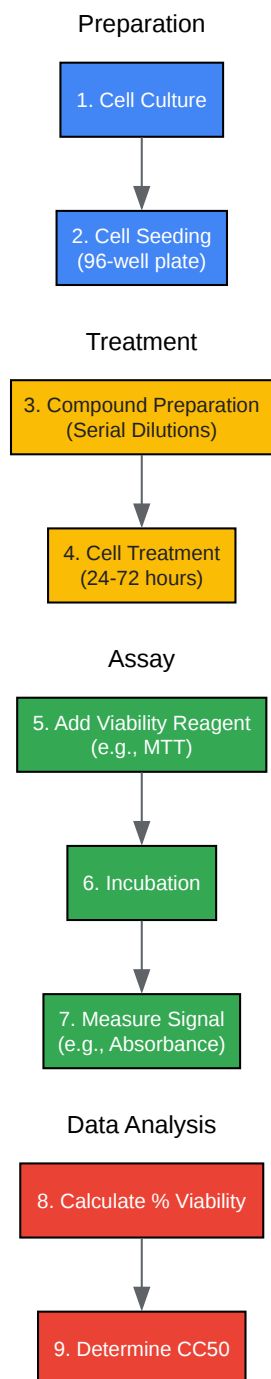 Preparation
1. Cell Culture
2. Cell Seeding
(96-well plate)
Treatment
3. Compound Preparation
(Serial Dilutions)
4. Cell Treatment
(24-72 hours)
Assay
5. Add Viability Reagent
(e.g., MTT)
6. Incubation
7. Measure Signal
(e.g., Absorbance)
Data Analysis
8. Calculate % Viability
9. Determine CC50